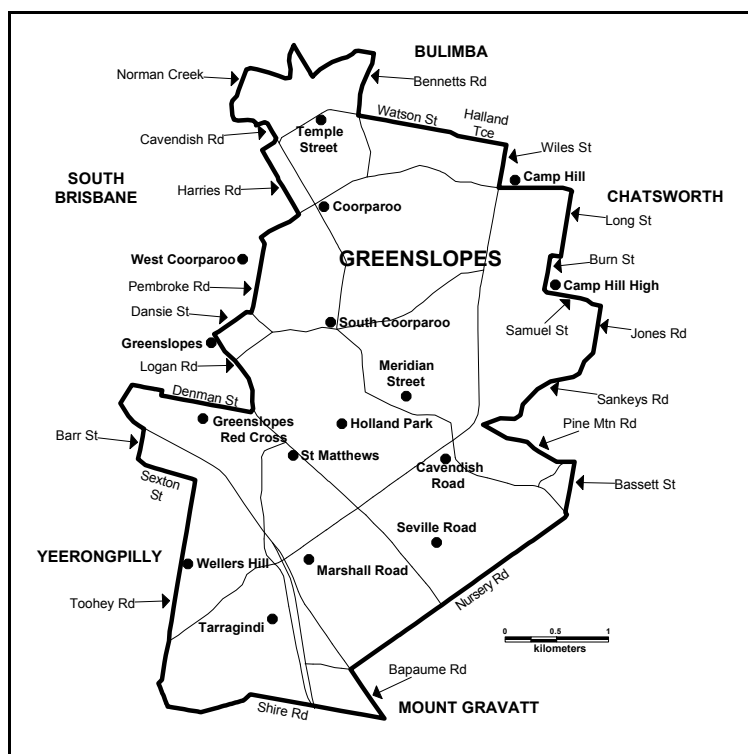 BULIMBA
Norman Creek
Bennetts Rd
Watson St
Halland
Tce
Cavendish Rd
Temple
Street
Wiles St
SOUTH
BRISBANE
Harries Rd
Camp Hill
CHATSWORTH
Coorparoo
Long St
West Coorparoo
GREENSLOPES
Burn St
Pembroke Rd
Camp Hill High
Dansie St
South Coorparoo
Samuel St
Jones Rd
Greenslopes
Logan Rd
Meridian
Street
Denman St
Sankeys Rd
Greenslopes
Red Cross
Holland Park
Pine Mtn Rd
Barr St
St Matthews
Cavendish
Road
Sexton
St
Bassett St
Seville Road
YEERONGPILLY
Wellers Hill
Marshall Road
Nursery Rd
Toohey Rd
Tarragindi
0 0.5 1
kilometers
Bapaume Rd
Shire Rd
MOUNT GRAVATT